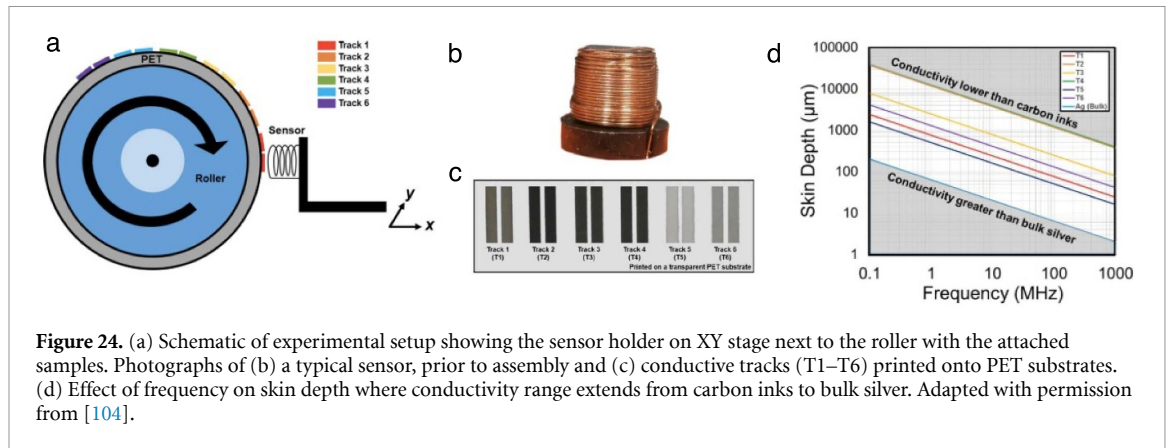 a
PET
Track 1
Track 2
Track 3
Track 4
Track 5
Track 6
Sensor
Roller
y
x
b
c
Track 1
(T1)
Track 2
(T2)
Track 3
(T3)
Track 4
(T4)
Track 5
(T5)
Track 6
(T6)
Printed on a transparent PET substrate
d
Skin Depth (μm)
100000
10000
1000
100
10
1
Conductivity lower than carbon inks
Conductivity greater than bulk silver
T1
T2
T3
T4
T5
T6
Ag (Bulk)
0.1
1
10
100
1000
Frequency (MHz)
Figure 24. (a) Schematic of experimental setup showing the sensor holder on XY stage next to the roller with the attached
samples. Photographs of (b) a typical sensor, prior to assembly and (c) conductive tracks (T1–T6) printed onto PET substrates.
(d) Effect of frequency on skin depth where conductivity range extends from carbon inks to bulk silver. Adapted with permission
from [104].